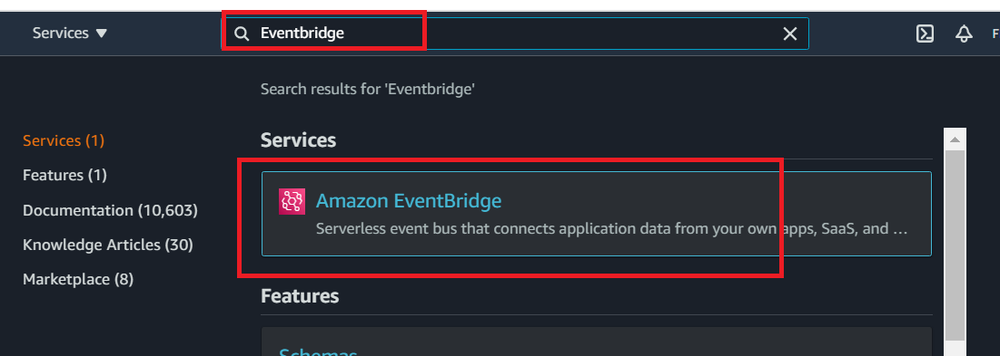 Services ▼
Eventbridge
F
Search results for 'Eventbridge'
Services (1)
Features (1)
Documentation (10,603)
Knowledge Articles (30)
Marketplace (8)
Services
Amazon EventBridge
Serverless event bus that connects application data from your own apps, SaaS, and ...
Features
Schemas